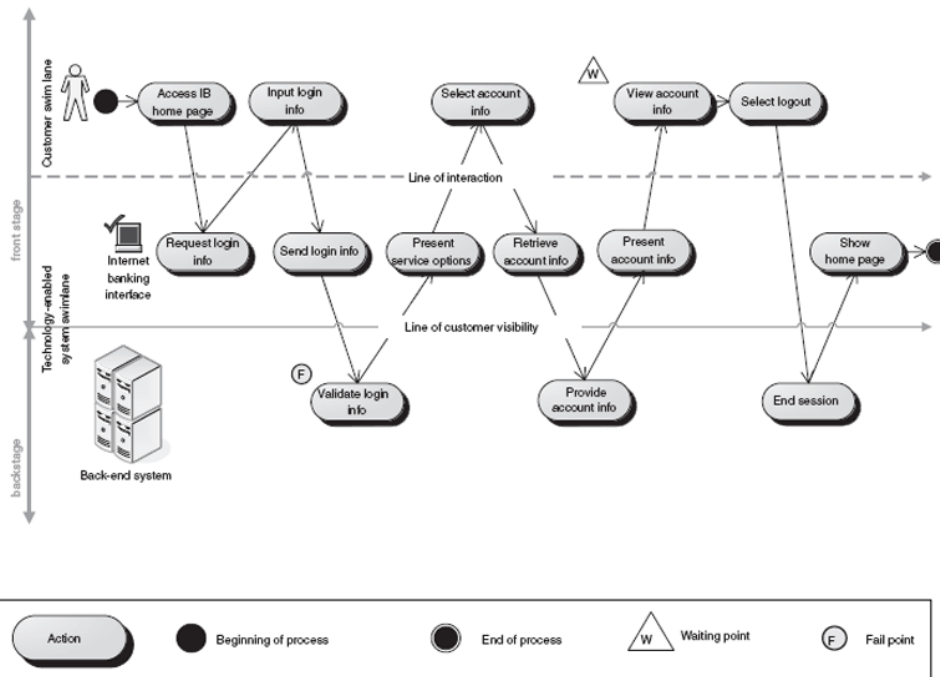 Customer swim lane
W
Access IB
home page
Input login
info
Select account
info
View account
info
Select logout
Line of interaction
front stage
Technology-enabled
system swimlane
Internet
banking
interface
Request login
info
Send login info
Present
service options
Retrieve
account info
Present
account info
Show
home page
Line of customer visibility
F
Validate login
info
Provide
account info
End session
backstage
Back-end system
Action
Beginning of process
End of process
W
Waiting point
F
Fail point